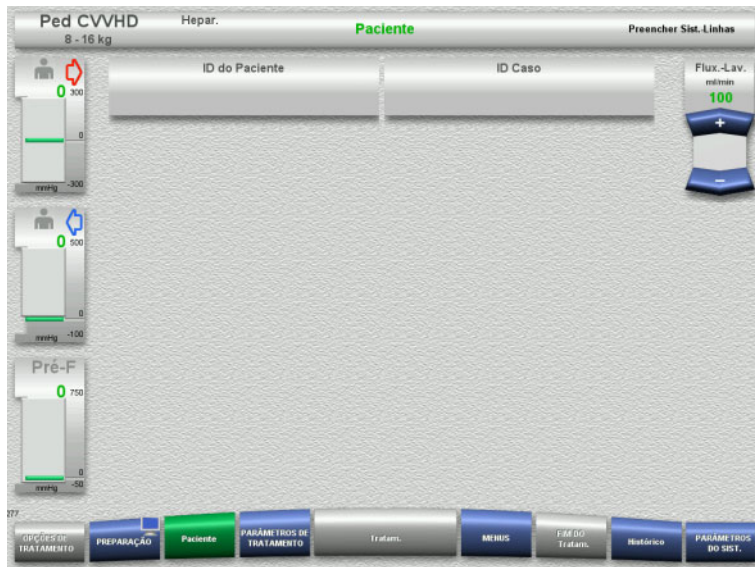 Ped CVVHD
Hepar.
Paciente
Preencher Sist.-Linhas
8 - 16 kg
ID do Paciente
ID Caso
Flux.-Lav.
ml/min
100
+
−
0
300
0
-300
mmHg
0
500
0
-100
mmHg
Pré-F
0
750
0
-50
mmHg
277
OPÇÕES DE
TRATAMENTO
PREPARAÇÃO
Paciente
PARÂMETROS DE
TRATAMENTO
Tratam.
MENUS
FIM DO
Tratam.
Histórico
PARÂMETROS
DO SIST.